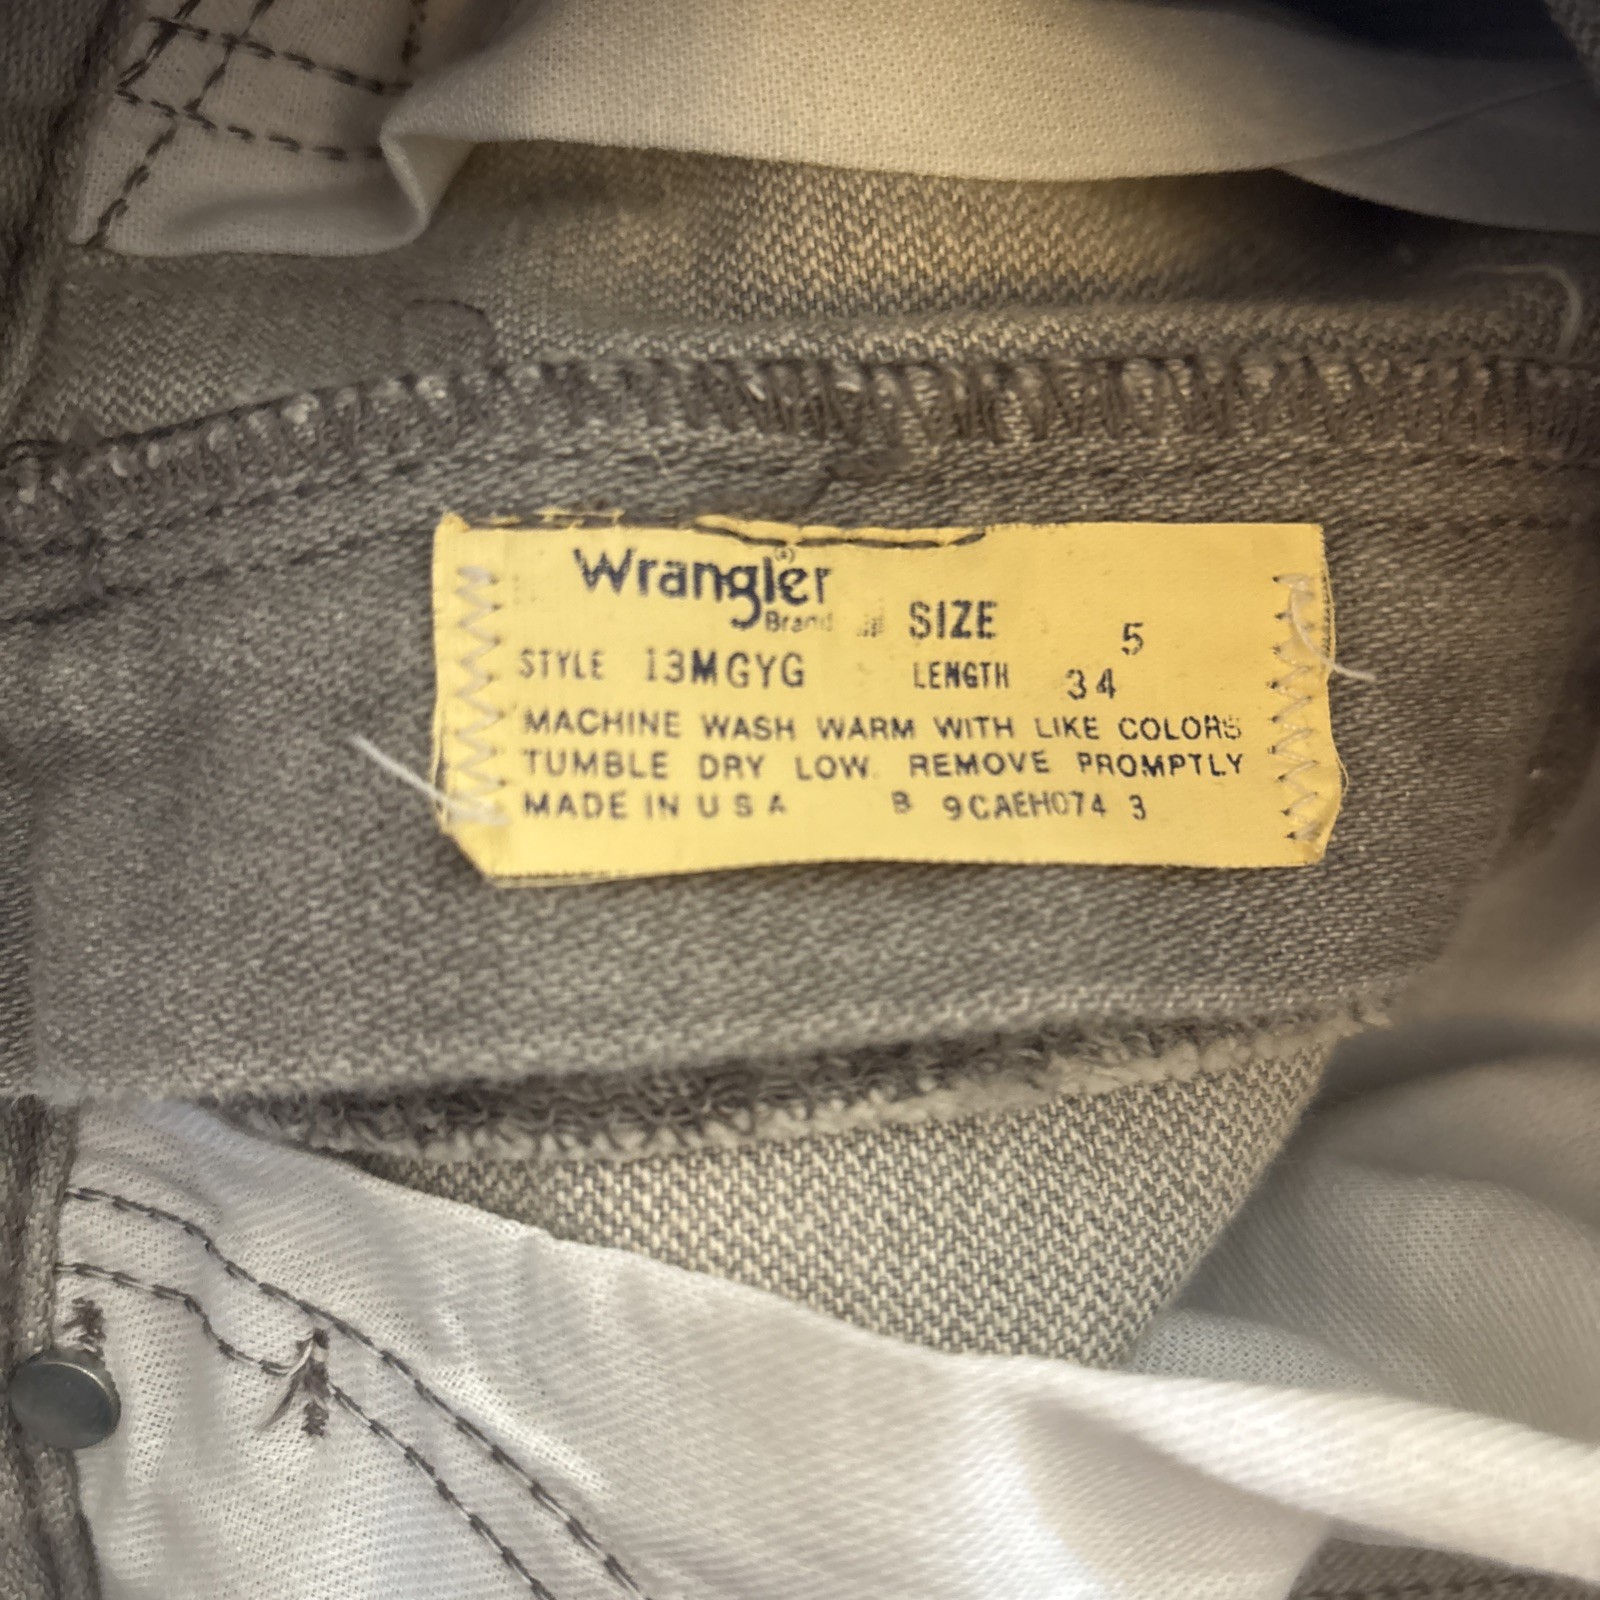 Wrangler®
Brand
SIZE 5
STYLE 13MGYG LENGTH 34
MACHINE WASH WARM WITH LIKE COLORS
TUMBLE DRY LOW. REMOVE PROMPTLY
MADE IN U S A B 9CAEH074 3